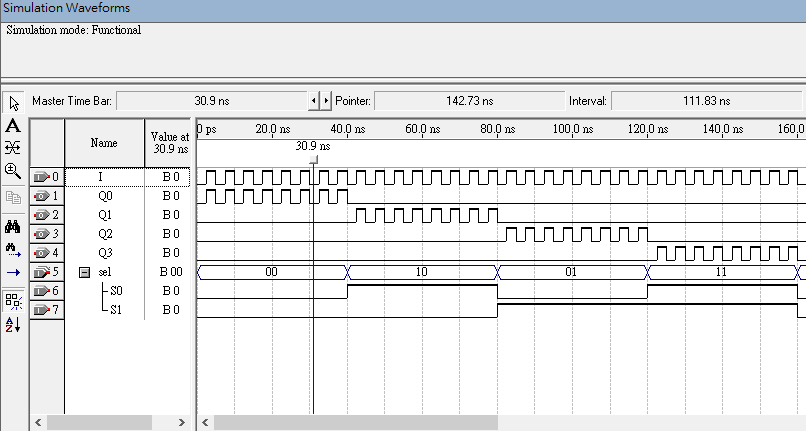 Simulation Waveforms
Simulation mode: Functional
Master Time Bar: 30.9 ns Pointer: 142.73 ns Interval: 111.83 ns
Name Value at 30.9 ns 0 ps 20.0 ns 40.0 ns 60.0 ns 80.0 ns 100.0 ns 120.0 ns 140.0 ns 160.0
30.9 ns
0 I B 0
1 Q0 B 0
2 Q1 B 0
3 Q2 B 0
4 Q3 B 0
5 sel B 00 00 10 01 11
6 S0 B 0
7 S1 B 0